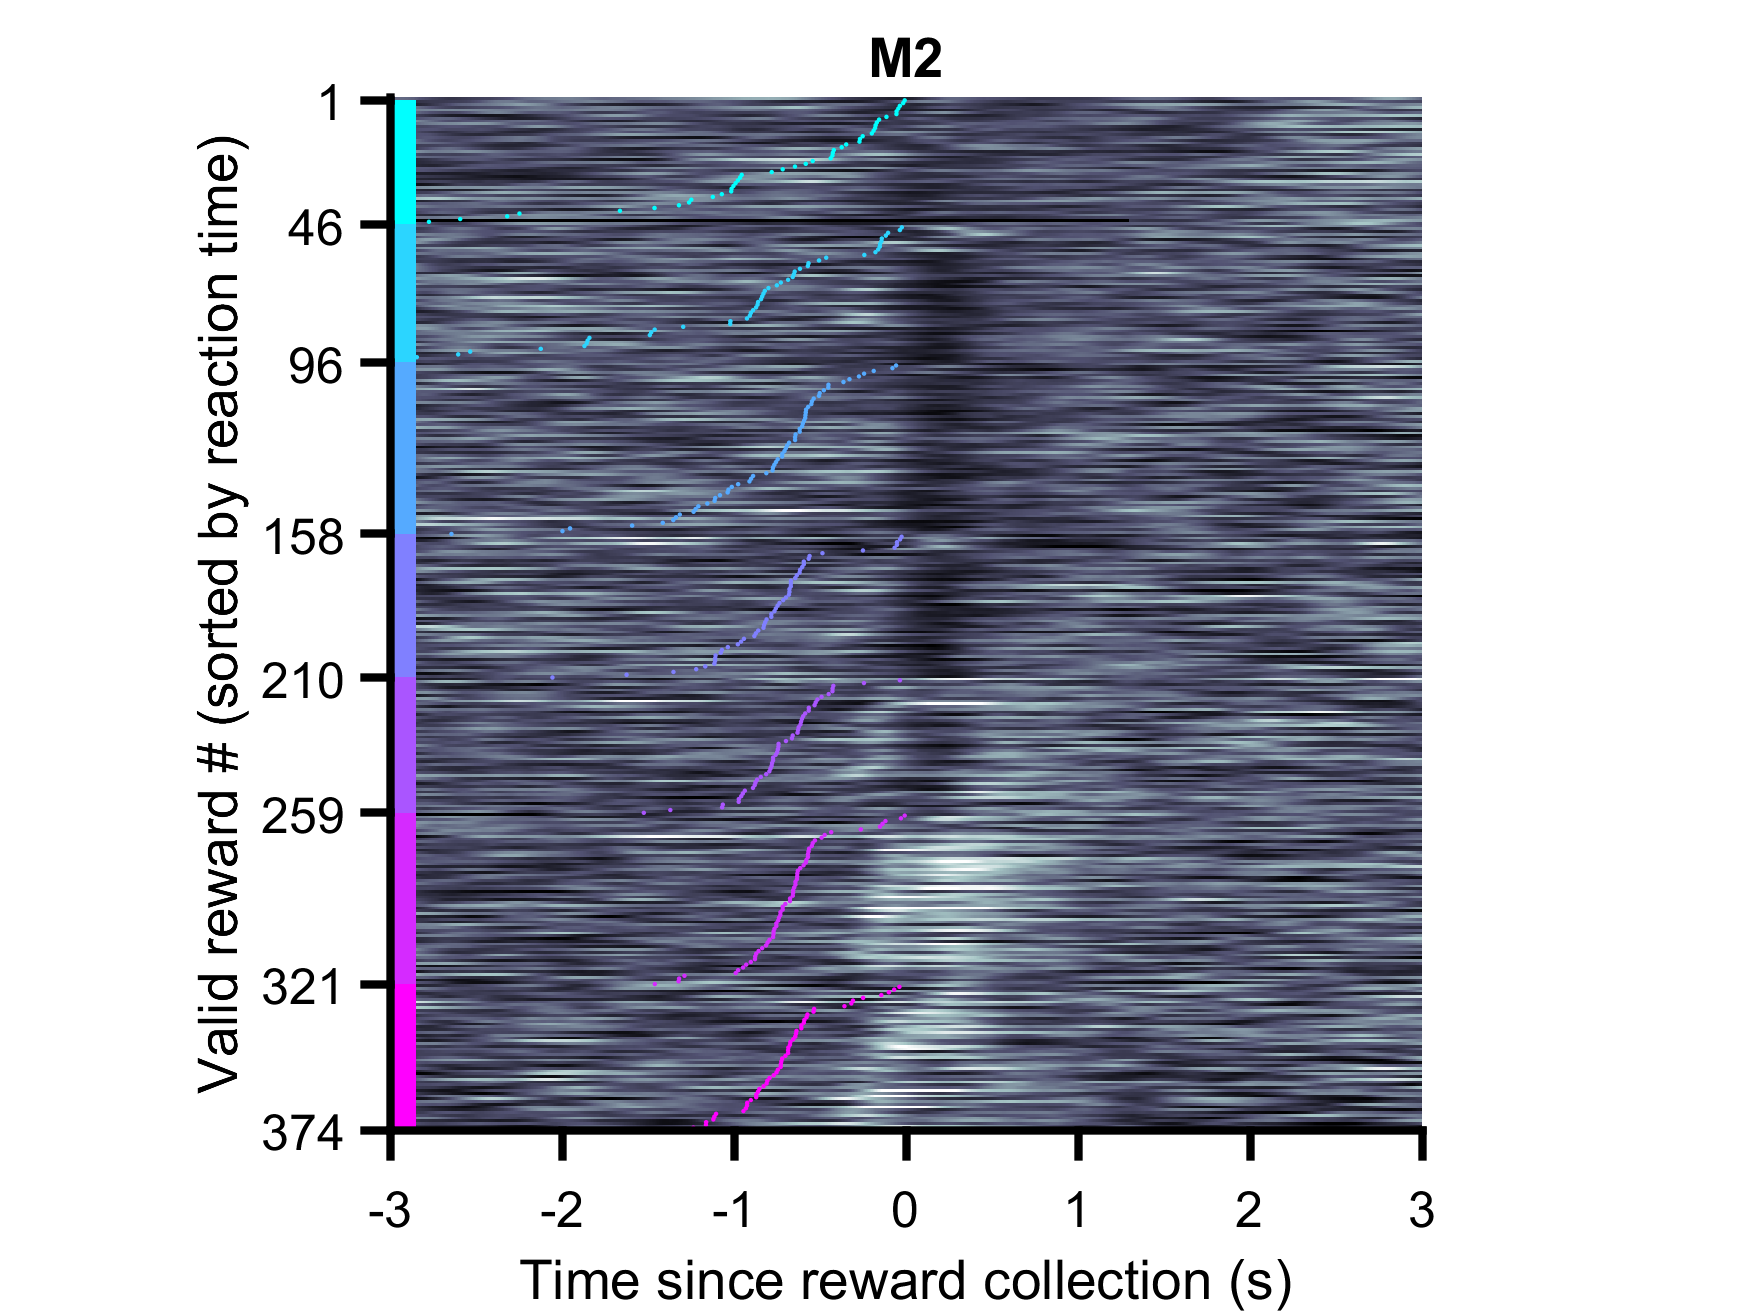 M2
Valid reward # (sorted by reaction time)
1
46
96
158
210
259
321
374
-3 -2 -1 0 1 2 3
Time since reward collection (s)